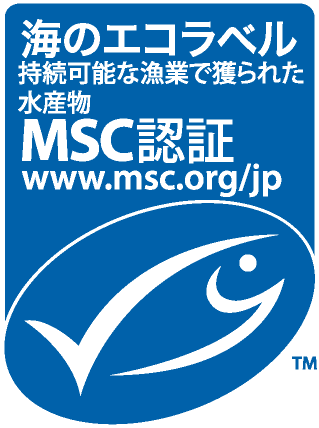 海のエコラベル
持続可能な漁業で獲られた
水産物
MSC認証
www.msc.org/jp
TM